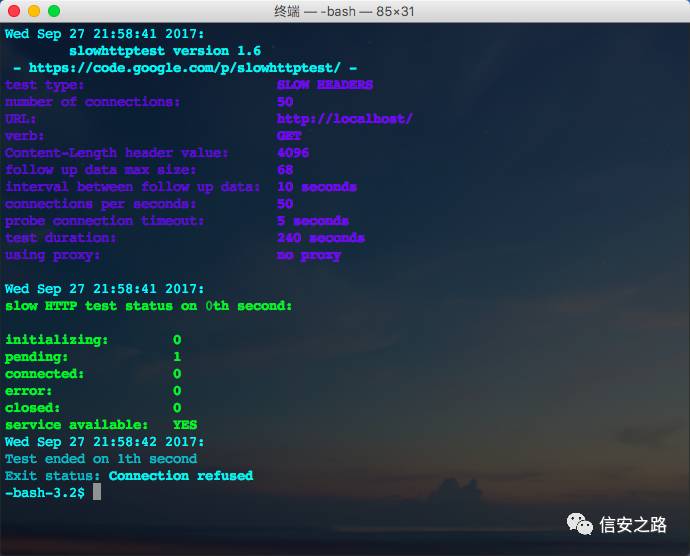 终端 — -bash — 85×31
Wed Sep 27 21:58:41 2017:
slowhttptest version 1.6
- https://code.google.com/p/slowhttptest/ -
test type: SLOW HEADERS
number of connections: 50
URL: http://localhost/
verb: GET
Content-Length header value: 4096
follow up data max size: 68
interval between follow up data: 10 seconds
connections per seconds: 50
probe connection timeout: 5 seconds
test duration: 240 seconds
using proxy: no proxy
Wed Sep 27 21:58:41 2017:
slow HTTP test status on 0th second:
initializing: 0
pending: 1
connected: 0
error: 0
closed: 0
service available: YES
Wed Sep 27 21:58:42 2017:
Test ended on 1th second
Exit status: Connection refused
-bash-3.2$
信安之路